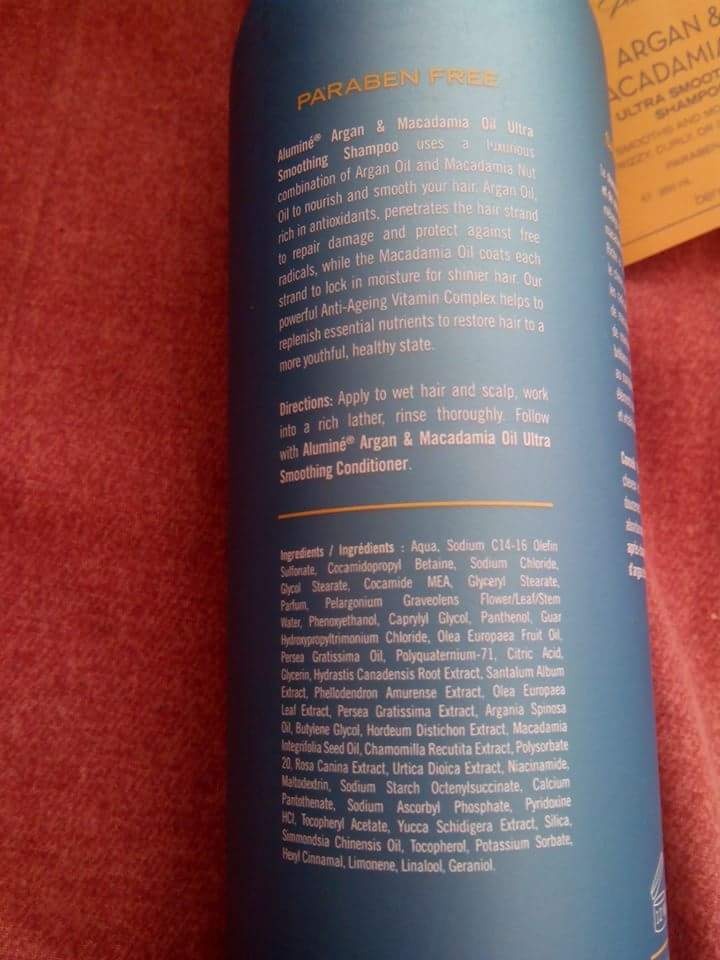 PARABEN FREE
Aluminé® Argan & Macadamia Oil Ultra
Smoothing Shampoo uses a luxurious
combination of Argan Oil and Macadamia Nut
Oil to nourish and smooth your hair. Argan Oil,
rich in antioxidants, penetrates the hair strand
to repair damage and protect against free
radicals, while the Macadamia Oil coats each
strand to lock in moisture for shinier hair. Our
powerful Anti-Ageing Vitamin Complex helps to
replenish essential nutrients to restore hair to a
more youthful, healthy state.
Directions: Apply to wet hair and scalp, work
into a rich lather, rinse thoroughly. Follow
with Aluminé® Argan & Macadamia Oil Ultra
Smoothing Conditioner.
Ingredients / Ingrédients : Aqua, Sodium C14-16 Olefin
Sulfonate, Cocamidopropyl Betaine, Sodium Chloride,
Glycol Stearate, Cocamide MEA, Glyceryl Stearate,
Parfum, Pelargonium Graveolens Flower/Leaf/Stem
Water, Phenoxyethanol, Caprylyl Glycol, Panthenol, Guar
Hydroxypropyltrimonium Chloride, Olea Europaea Fruit Oil,
Persea Gratissima Oil, Polyquaternium-71, Citric Acid,
Glycerin, Hydrastis Canadensis Root Extract, Santalum Album
Extract, Phellodendron Amurense Extract, Olea Europaea
Leaf Extract, Persea Gratissima Extract, Argania Spinosa
Oil, Butylene Glycol, Hordeum Distichon Extract, Macadamia
Integrifolia Seed Oil, Chamomilla Recutita Extract, Polysorbate
20, Rosa Canina Extract, Urtica Dioica Extract, Niacinamide,
Maltodextrin, Sodium Starch Octenylsuccinate, Calcium
Pantothenate, Sodium Ascorbyl Phosphate, Pyridoxine
HCl, Tocopheryl Acetate, Yucca Schidigera Extract, Silica,
Simmondsia Chinensis Oil, Tocopherol, Potassium Sorbate,
Hexyl Cinnamal, Limonene, Linalool, Geraniol.
ARGAN &
ACADAMIA
ULTRA SMOOT
SHAMPO
SMOOTHS AND